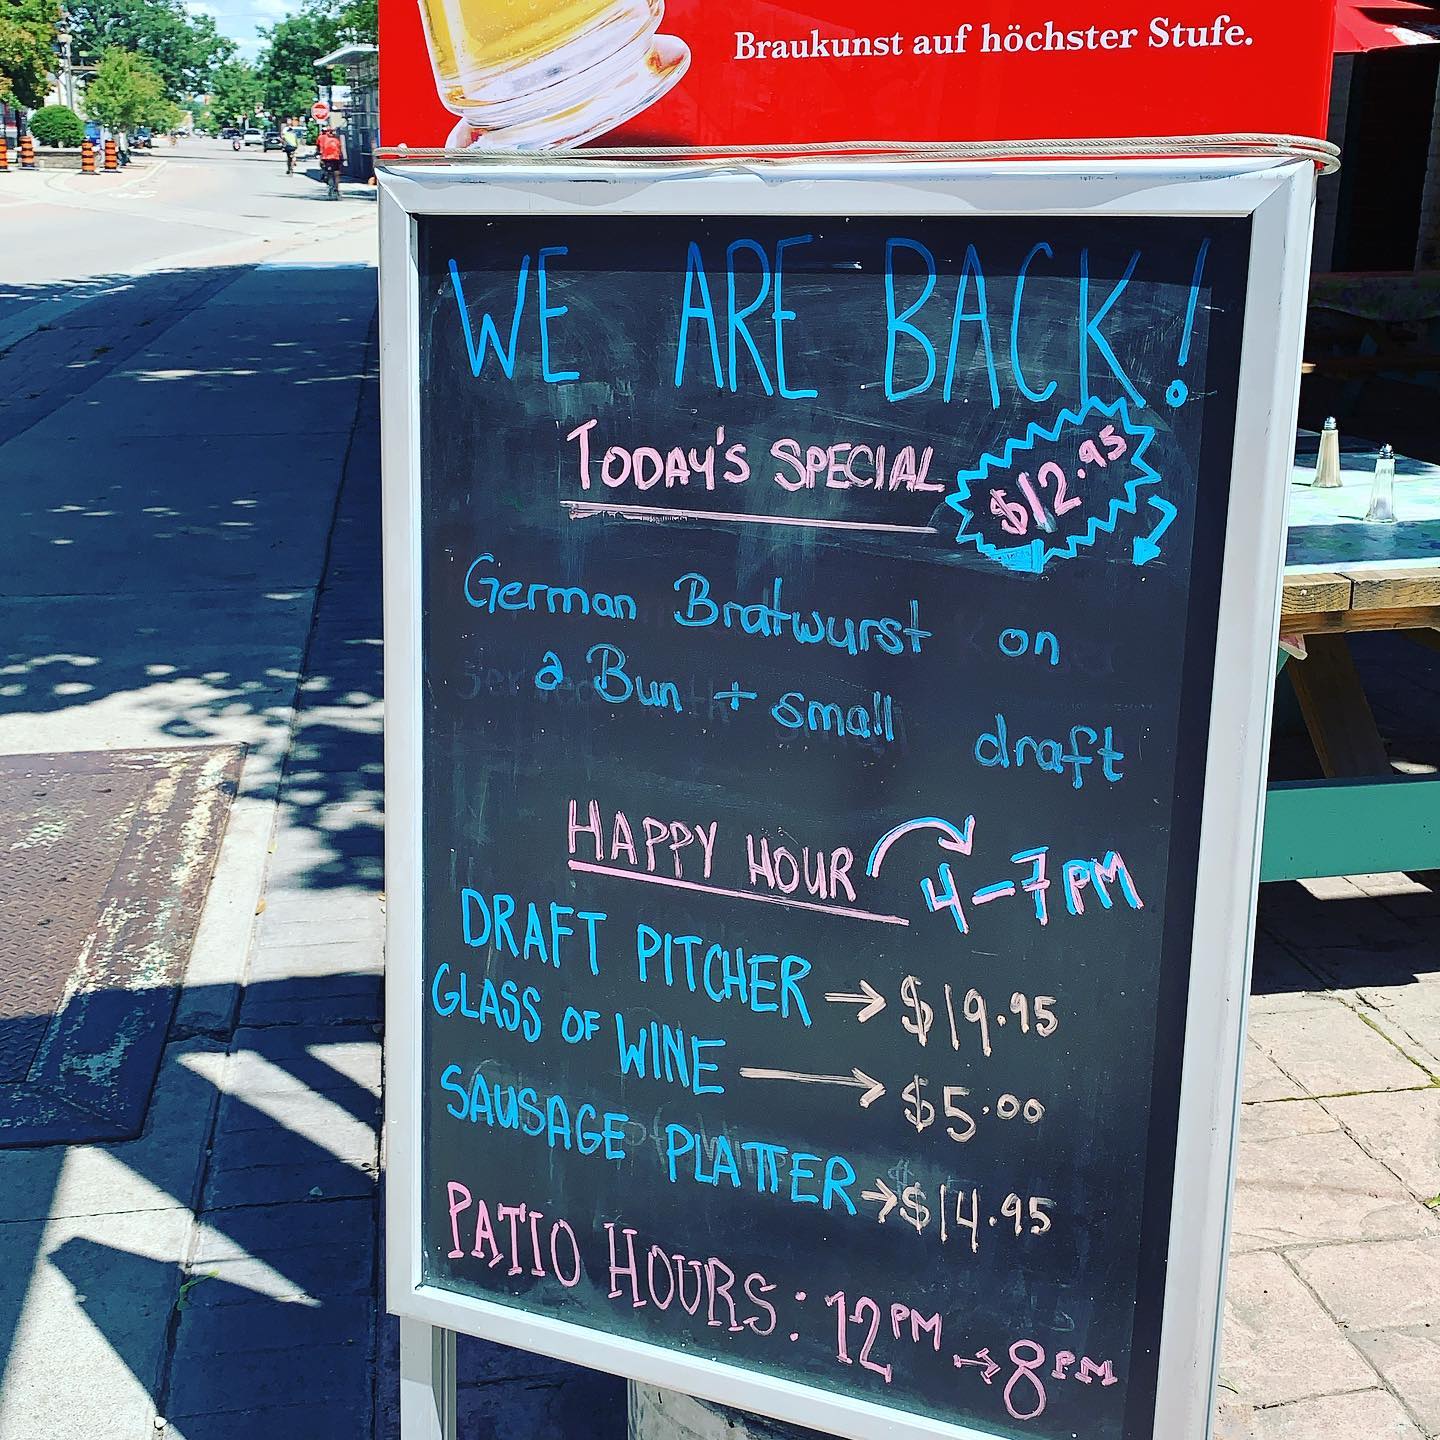 Braukunst auf höchster Stufe.
WE ARE BACK!
TODAY'S SPECIAL $12.95
German Bratwurst on
a Bun + small draft
HAPPY HOUR 4-7PM
DRAFT PITCHER → $19.95
GLASS OF WINE → $5.00
SAUSAGE PLATTER → $14.95
PATIO HOURS: 12PM → 8PM